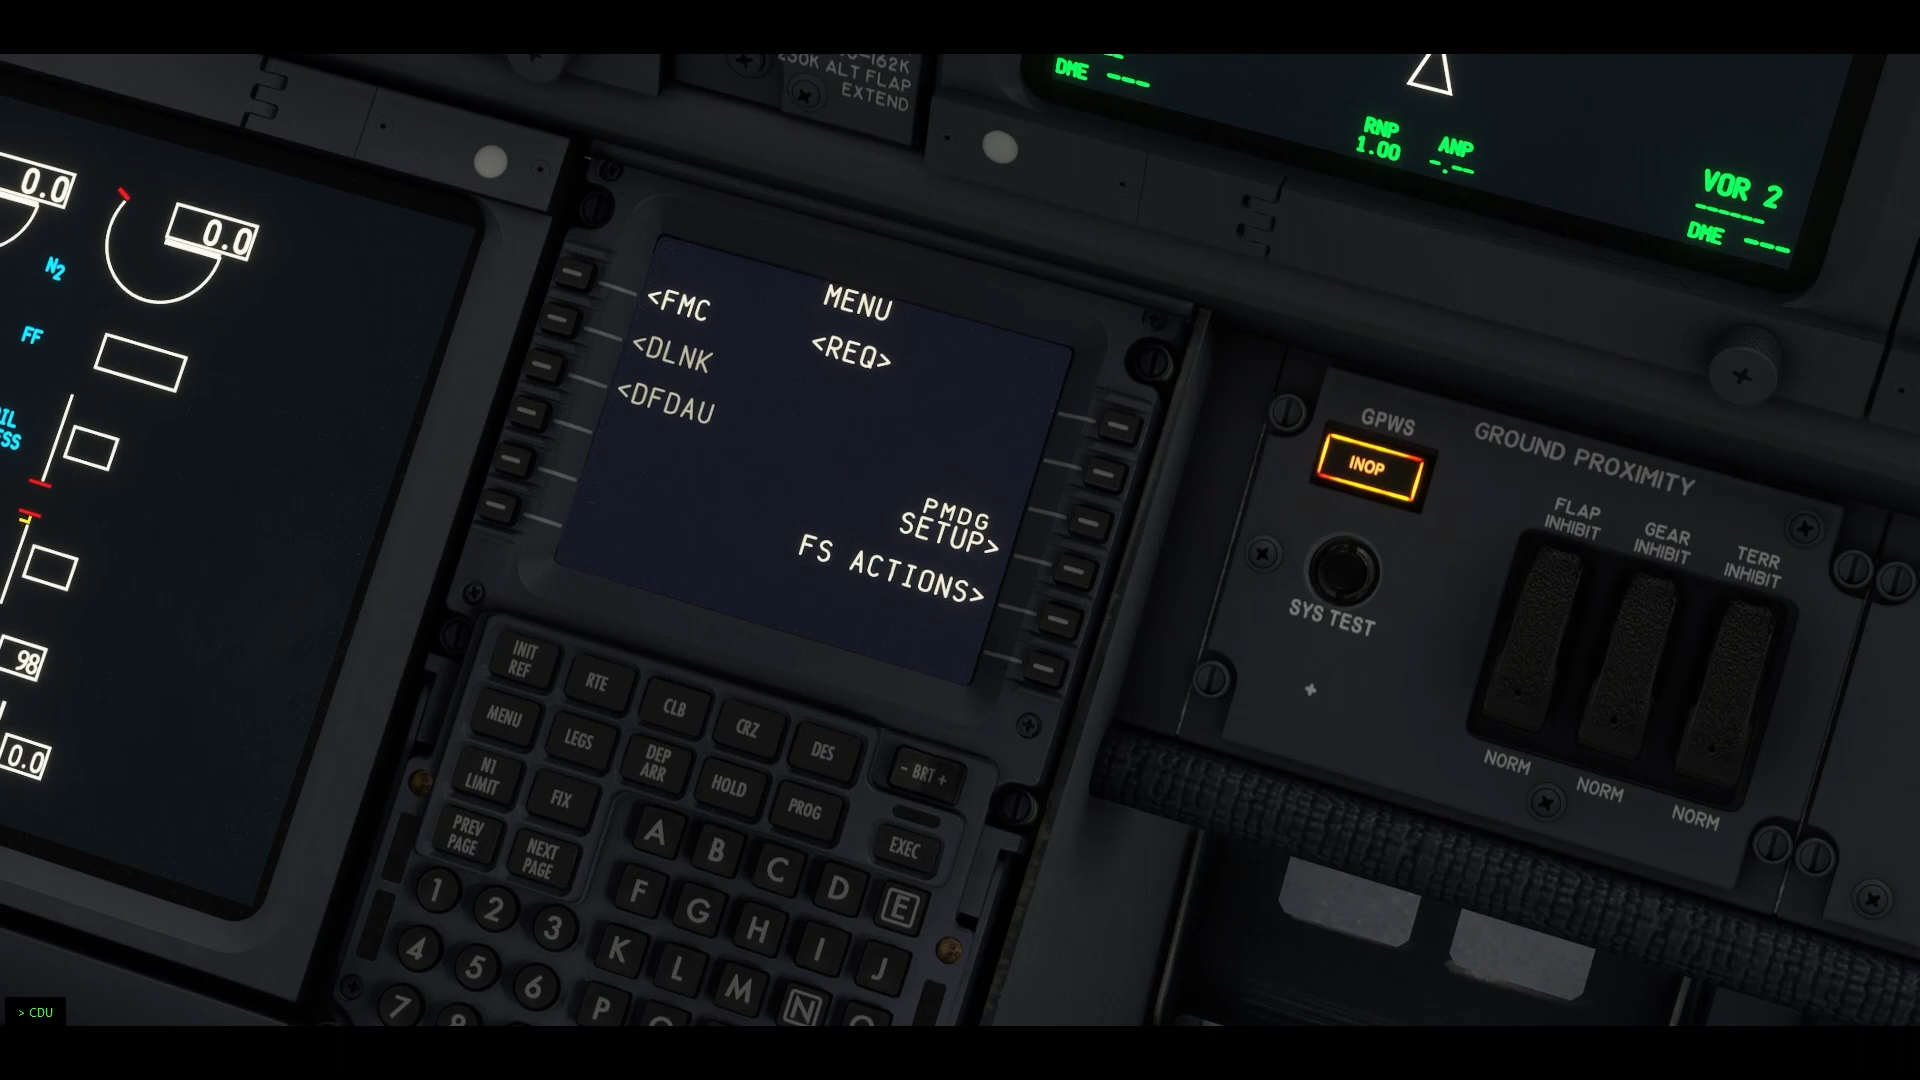 -162K
230K ALT FLAP
EXTEND
DME ---
RNP
1.00
ANP
-.--
VOR 2
------
DME ---
0.0
0.0
N2
FF
98
0.0
MENU
<FMC
<REQ>
<DLNK
<DFDAU
PMDG
SETUP>
FS ACTIONS>
INIT
REF
RTE
CLB
CRZ
DES
MENU
LEGS
DEP
ARR
HOLD
PROG
- BRT +
N1
LIMIT
FIX
EXEC
PREV
PAGE
NEXT
PAGE
A
B
C
D
E
F
G
H
I
J
K
L
M
N
P
1
2
3
4
5
6
7
GPWS
INOP
GROUND PROXIMITY
SYS TEST
FLAP
INHIBIT
GEAR
INHIBIT
TERR
INHIBIT
NORM
NORM
NORM
> CDU